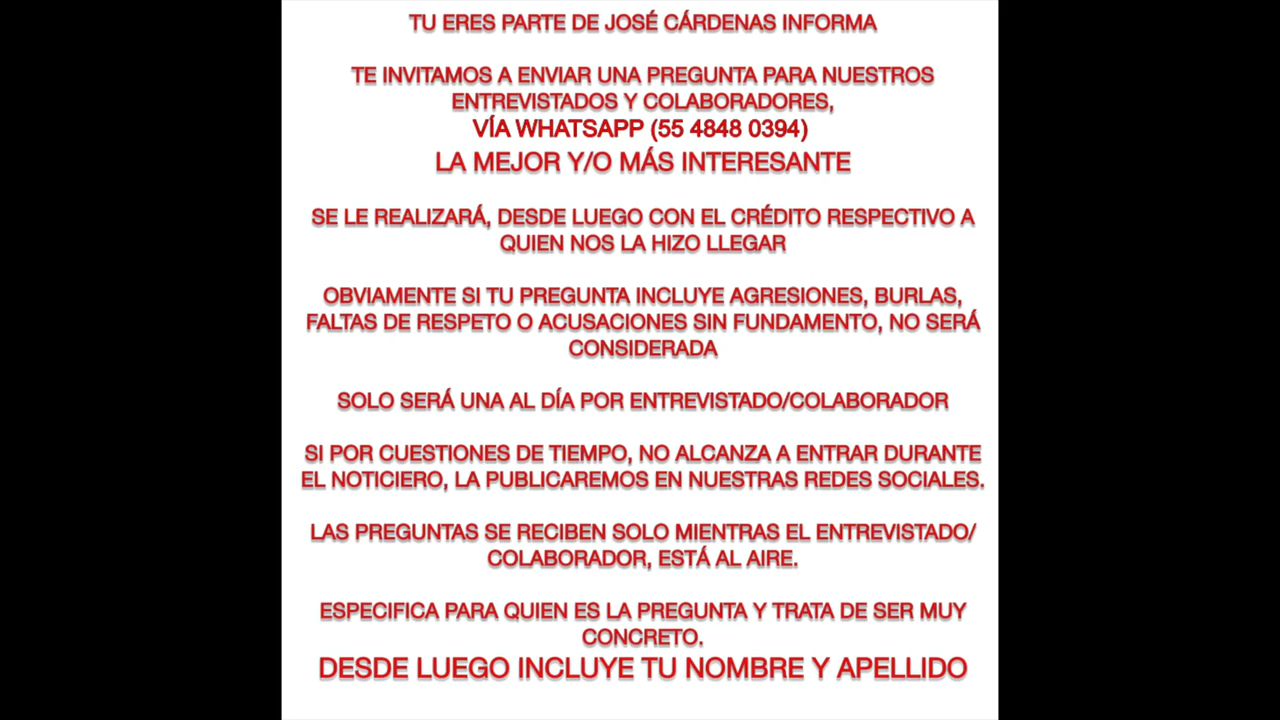 TU ERES PARTE DE JOSÉ CÁRDENAS INFORMA
TE INVITAMOS A ENVIAR UNA PREGUNTA PARA NUESTROS
ENTREVISTADOS Y COLABORADORES,
VÍA WHATSAPP (55 4848 0394)
LA MEJOR Y/O MÁS INTERESANTE
SE LE REALIZARÁ, DESDE LUEGO CON EL CRÉDITO RESPECTIVO A
QUIEN NOS LA HIZO LLEGAR
OBVIAMENTE SI TU PREGUNTA INCLUYE AGRESIONES, BURLAS,
FALTAS DE RESPETO O ACUSACIONES SIN FUNDAMENTO, NO SERÁ
CONSIDERADA
SOLO SERÁ UNA AL DÍA POR ENTREVISTADO/COLABORADOR
SI POR CUESTIONES DE TIEMPO, NO ALCANZA A ENTRAR DURANTE
EL NOTICIERO, LA PUBLICAREMOS EN NUESTRAS REDES SOCIALES.
LAS PREGUNTAS SE RECIBEN SOLO MIENTRAS EL ENTREVISTADO/
COLABORADOR, ESTÁ AL AIRE.
ESPECIFICA PARA QUIEN ES LA PREGUNTA Y TRATA DE SER MUY
CONCRETO.
DESDE LUEGO INCLUYE TU NOMBRE Y APELLIDO